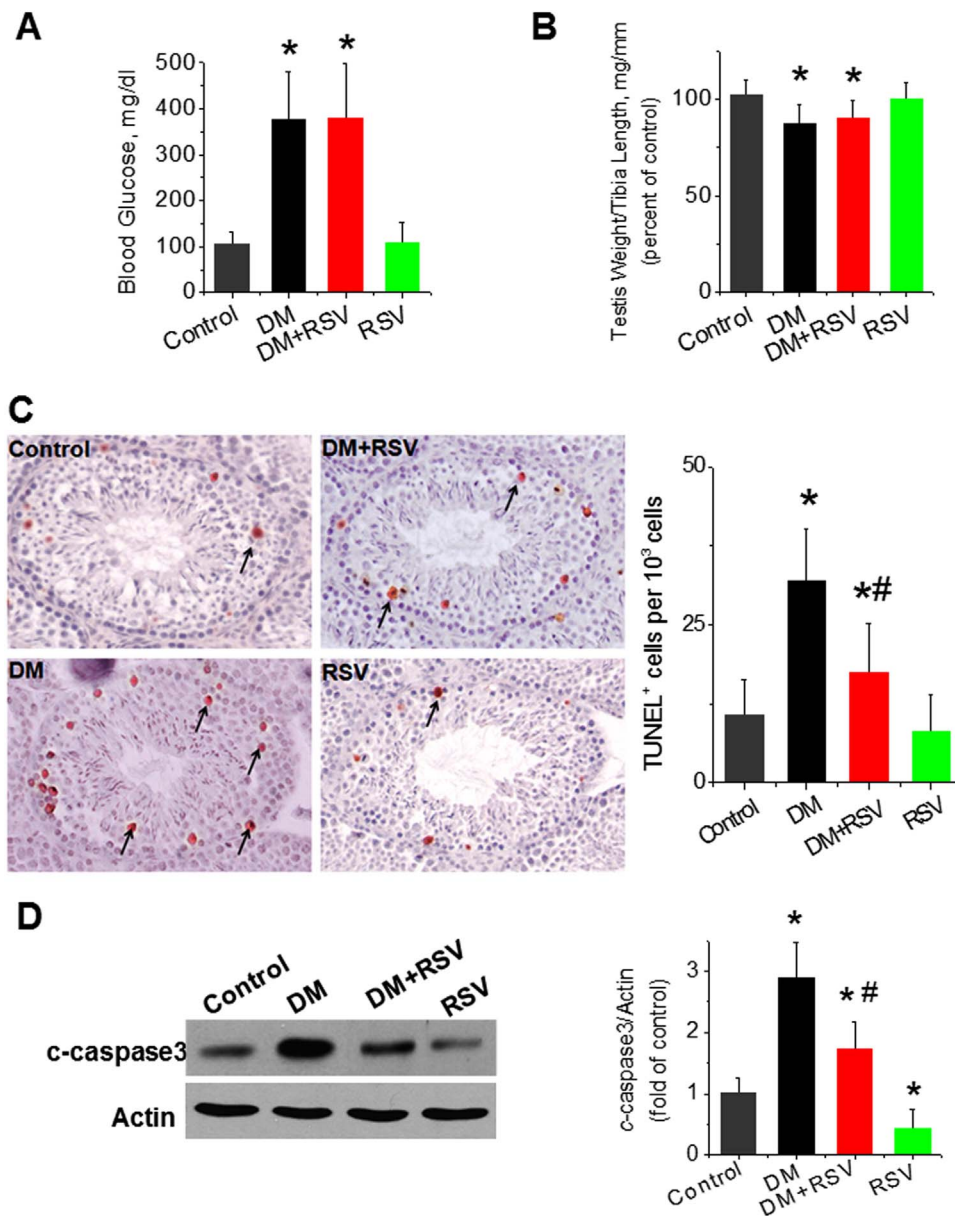 A
Blood Glucose, mg/dl
500
400
300
200
100
0
* *
Control
DM
DM+RSV
RSV
B
Testis Weight/Tibia Length, mg/mm
(percent of control)
100
50
0
* *
Control
DM
DM+RSV
RSV
C
Control
DM+RSV
DM
RSV
TUNEL⁺ cells per 10³ cells
50
25
0
*
*#
Control
DM
DM+RSV
RSV
D
Control
DM
DM+RSV
RSV
c-caspase3
Actin
c-caspase3/Actin
(fold of control)
3
2
1
0
*
*#
*
Control
DM
DM+RSV
RSV